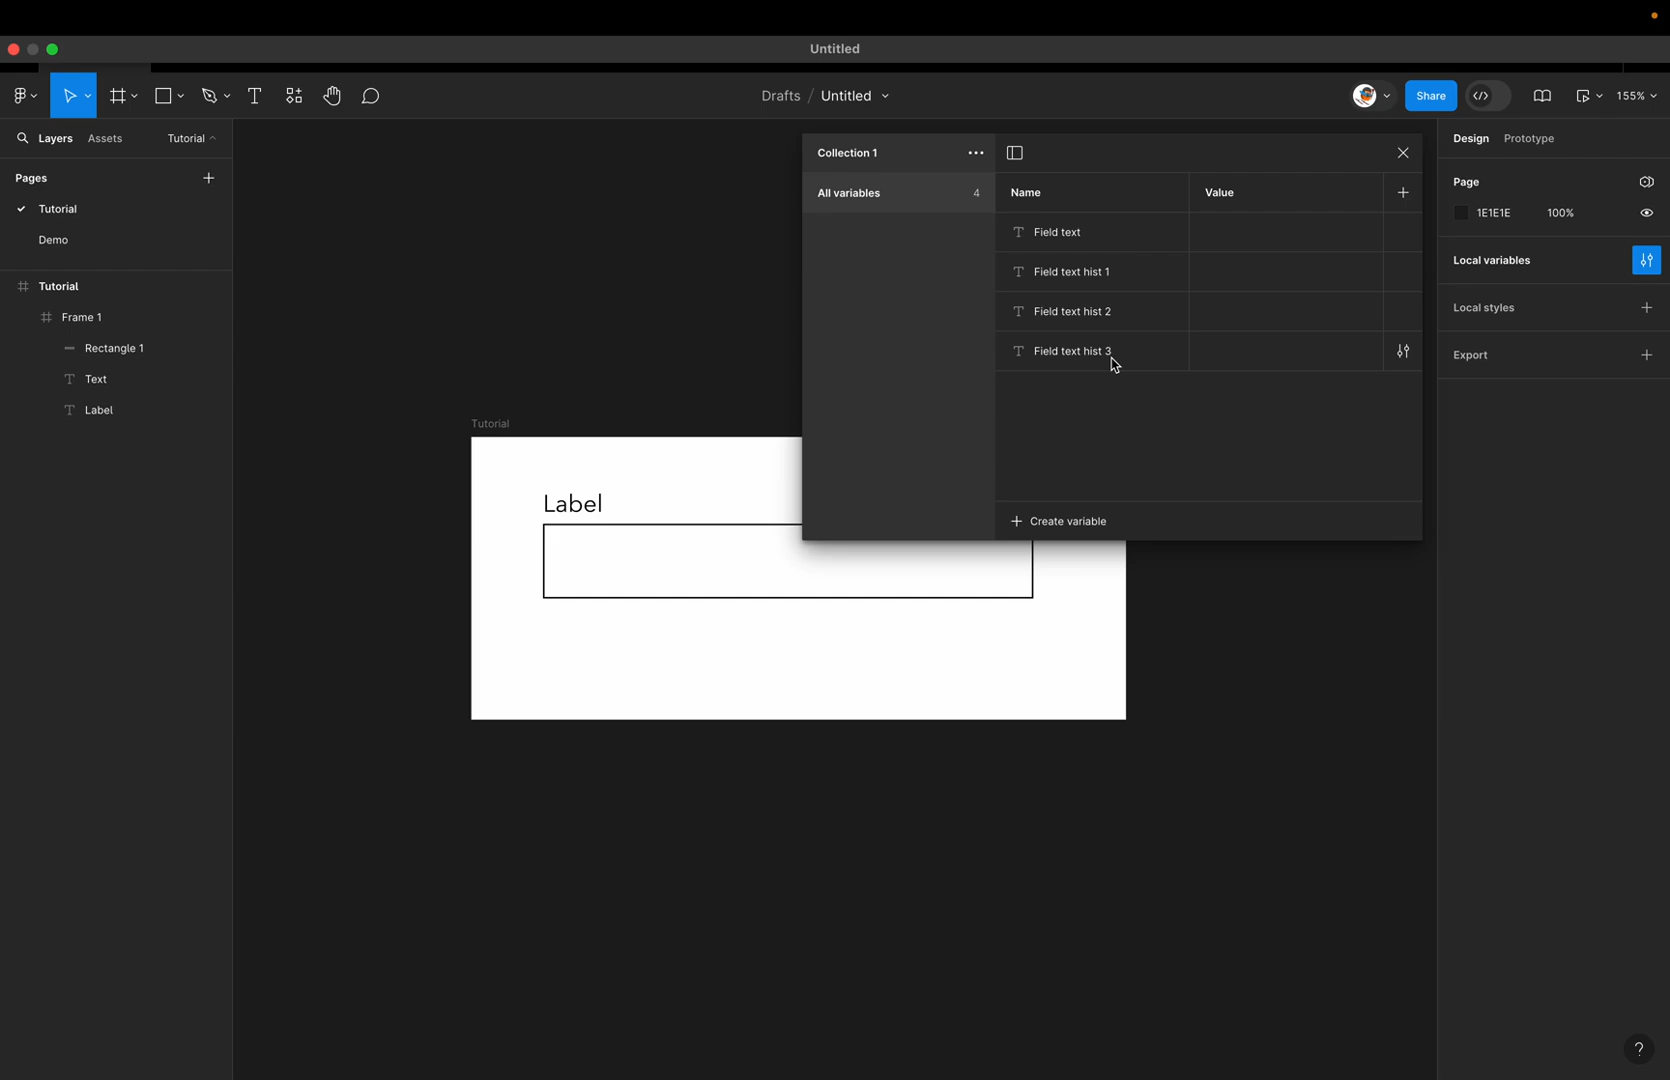 Untitled
Drafts / Untitled
Share
155%
Layers
Assets
Tutorial
Pages
Tutorial
Demo
Tutorial
Frame 1
Rectangle 1
Text
Label
Collection 1
All variables 4
Name
Value
Field text
Field text hist 1
Field text hist 2
Field text hist 3
Create variable
Tutorial
Label
Design
Prototype
Page
1E1E1E 100%
Local variables
Local styles
Export
?